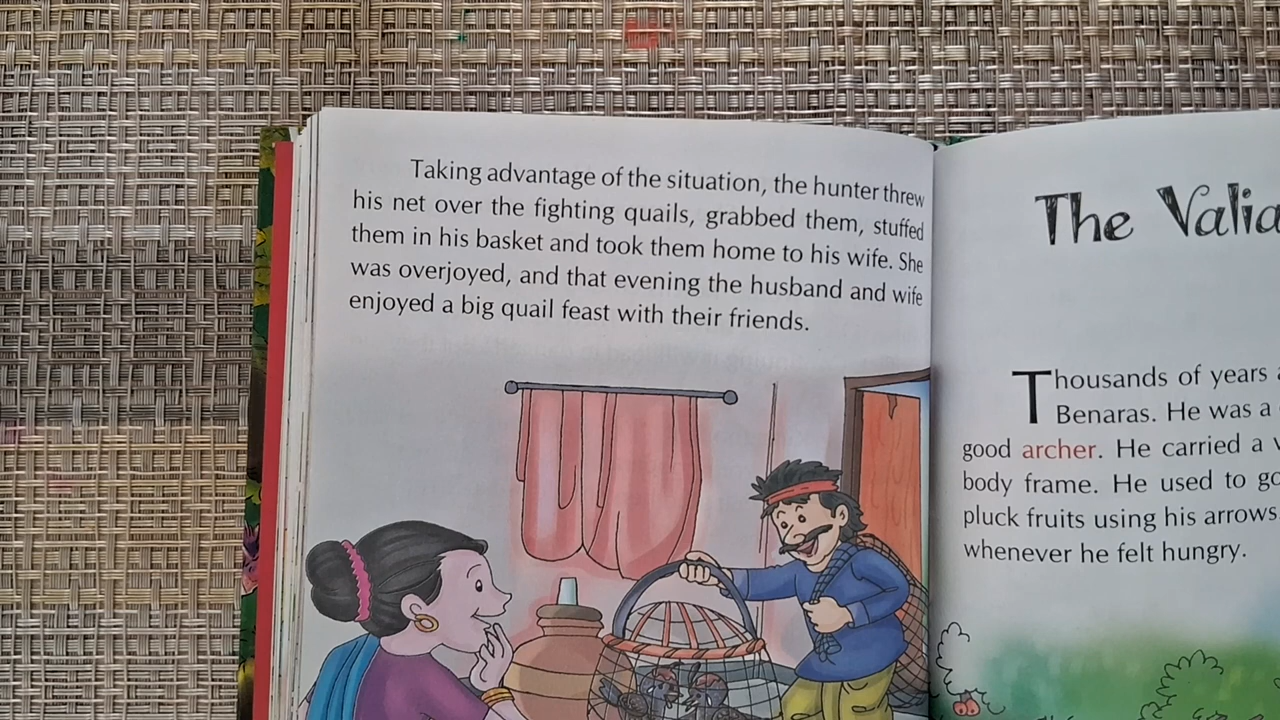 Taking advantage of the situation, the hunter threw
his net over the fighting quails, grabbed them, stuffed
them in his basket and took them home to his wife. She
was overjoyed, and that evening the husband and wife
enjoyed a big quail feast with their friends.
The
Thousands of years
Benaras. He was a
good archer. He carried a
body frame. He used to
pluck fruits using his arrows
whenever he felt hungry.